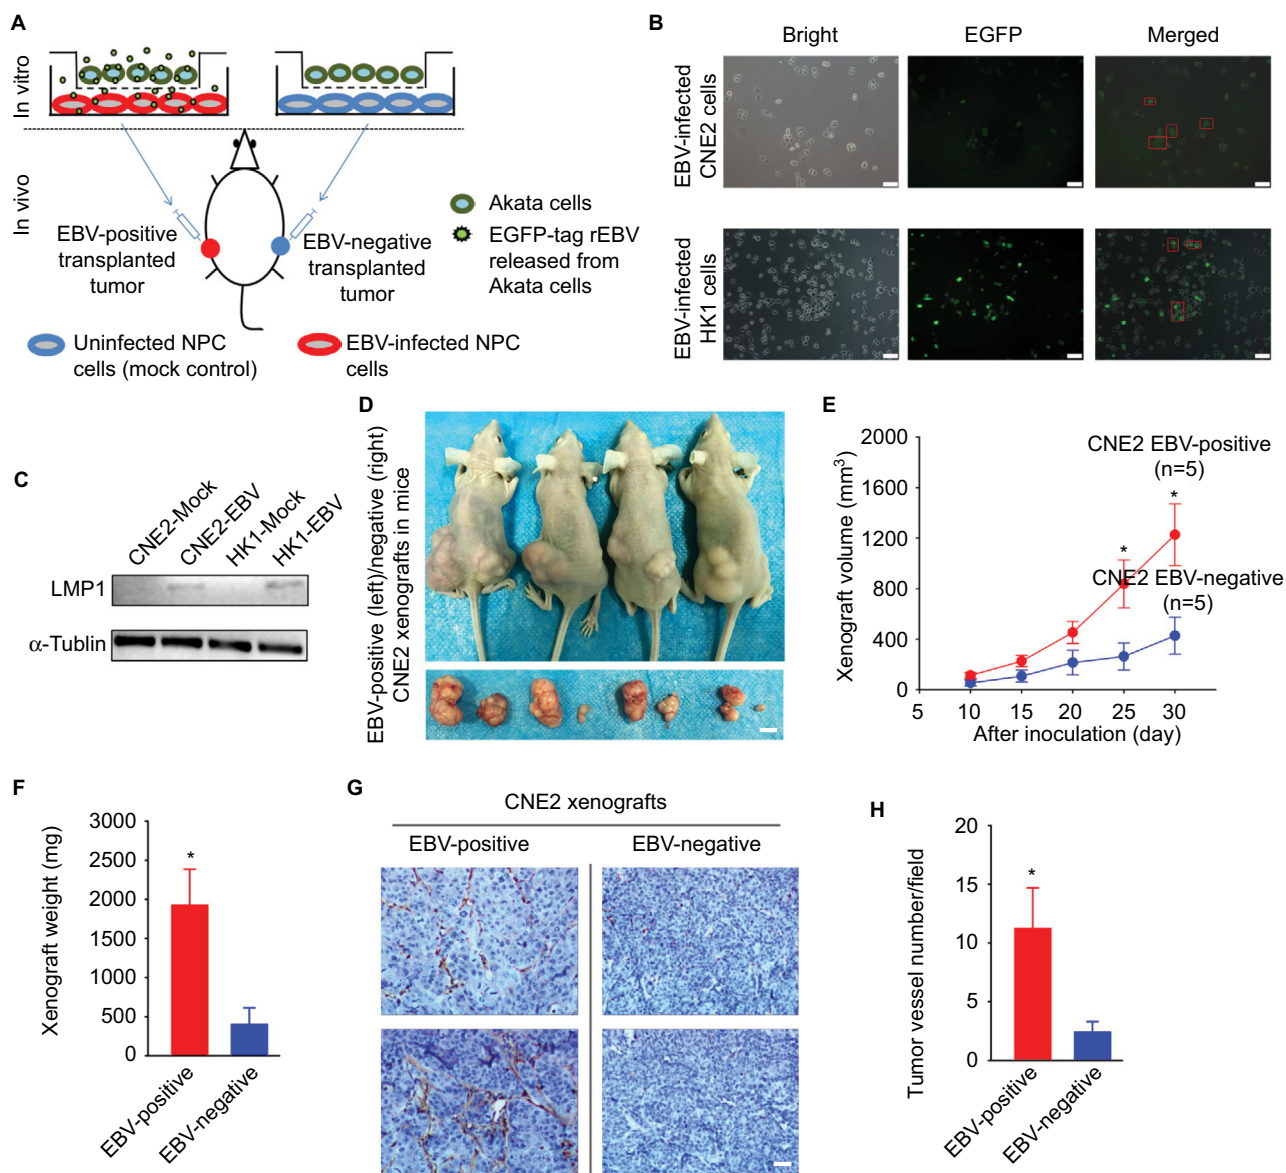 A
In vitro
In vivo
EBV-positive
transplanted
tumor
EBV-negative
transplanted
tumor
Akata cells
EGFP-tag rEBV
released from
Akata cells
Uninfected NPC
cells (mock control)
EBV-infected NPC
cells
B
Bright
EGFP
Merged
EBV-infected
CNE2 cells
EBV-infected
HK1 cells
C
CNE2-Mock
CNE2-EBV
HK1-Mock
HK1-EBV
LMP1
α-Tublin
D
EBV-positive (left)/negative (right)
CNE2 xenografts in mice
E
Xenograft volume (mm³)
2000
1600
1200
800
400
0
5
10
15
20
25
30
After inoculation (day)
CNE2 EBV-positive
(n=5)
*
*
CNE2 EBV-negative
(n=5)
F
Xenograft weight (mg)
3000
2500
2000
1500
1000
500
0
*
EBV-positive
EBV-negative
G
CNE2 xenografts
EBV-positive
EBV-negative
H
Tumor vessel number/field
20
15
10
5
0
*
EBV-positive
EBV-negative